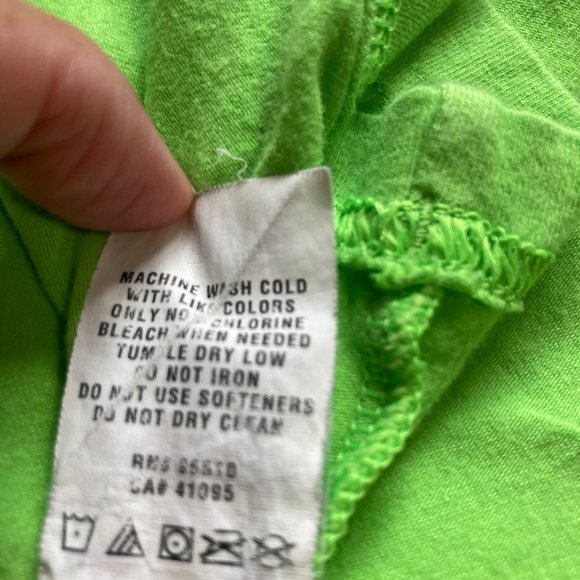 MACHINE WASH COLD
WITH LIKE COLORS
ONLY NON CHLORINE
BLEACH WHEN NEEDED
TUMBLE DRY LOW
DO NOT IRON
DO NOT USE SOFTENERS
DO NOT DRY CLEAN
CA# 41095